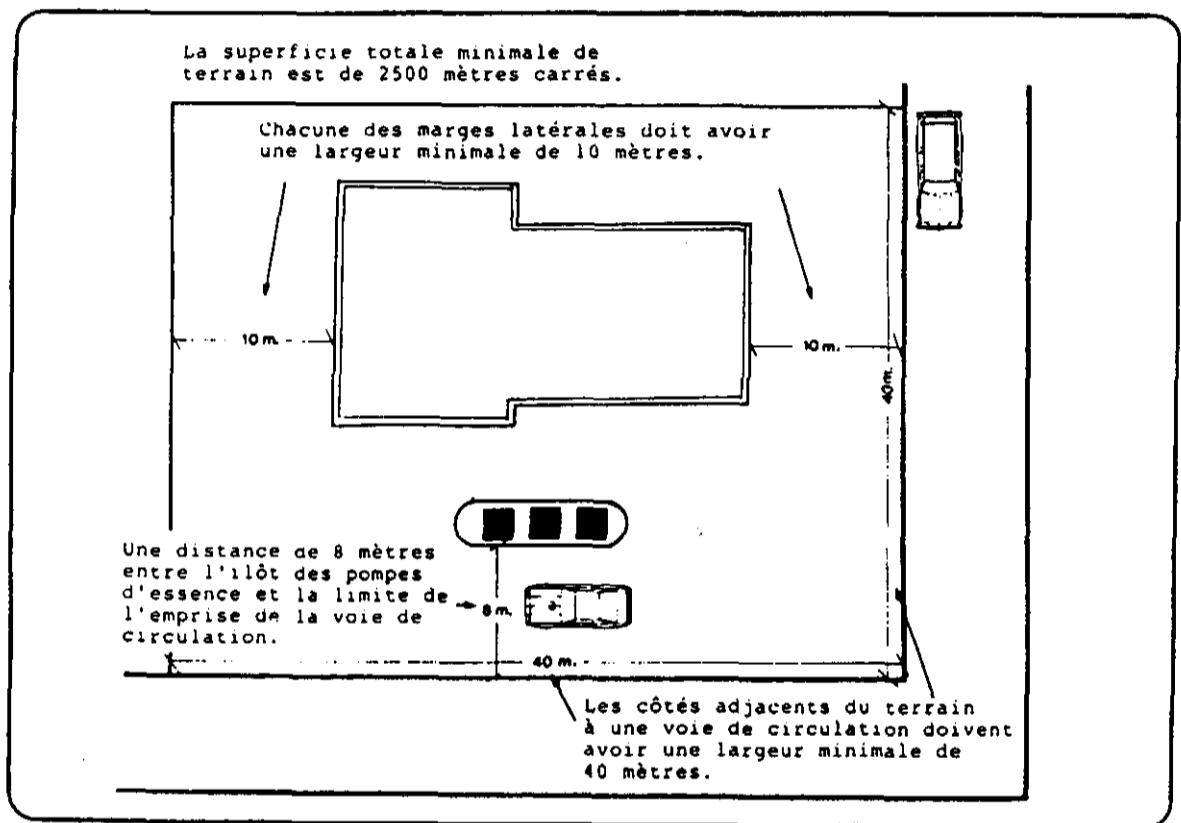 La superficie totale minimale de
terrain est de 2500 mètres carrés.
Chacune des marges latérales doit avoir
une largeur minimale de 10 mètres.
10 m.
10 m.
40 m.
Une distance de 8 mètres
entre l'ilôt des pompes
d'essence et la limite de
l'emprise de la voie de
circulation.
8 m.
40 m.
Les côtés adjacents du terrain
à une voie de circulation doivent
avoir une largeur minimale de
40 mètres.